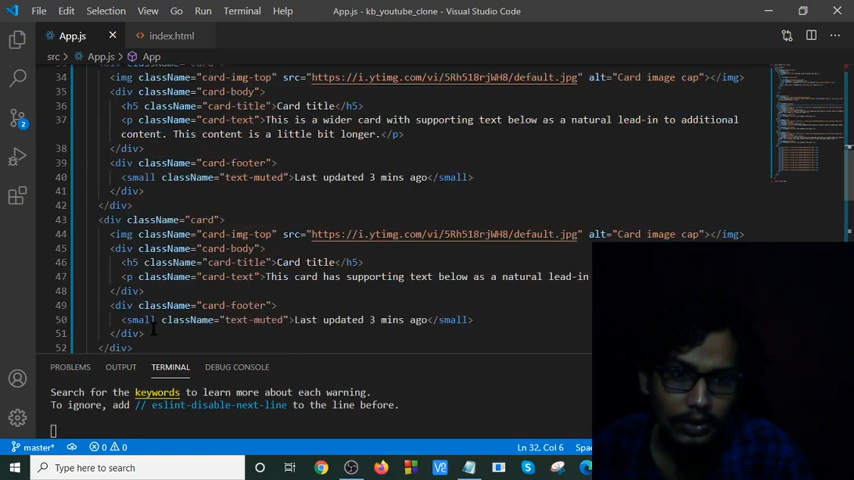 File Edit Selection View Go Run Terminal Help App.js - kb_youtube_clone - Visual Studio Code
App.js index.html
src > App.js > App
34 <img className="card-img-top" src="https://i.ytimg.com/vi/5Rh518rjWH8/default.jpg" alt="Card image cap"></img>
35 <div className="card-body">
36 <h5 className="card-title">Card title</h5>
37 <p className="card-text">This is a wider card with supporting text below as a natural lead-in to additional
content. This content is a little bit longer.</p>
38 </div>
39 <div className="card-footer">
40 <small className="text-muted">Last updated 3 mins ago</small>
41 </div>
42 </div>
43 <div className="card">
44 <img className="card-img-top" src="https://i.ytimg.com/vi/5Rh518rjWH8/default.jpg" alt="Card image cap"></img>
45 <div className="card-body">
46 <h5 className="card-title">Card title</h5>
47 <p className="card-text">This card has supporting text below as a natural lead-in
48 </div>
49 <div className="card-footer">
50 <small className="text-muted">Last updated 3 mins ago</small>
51 </div>
52 </div>
PROBLEMS OUTPUT TERMINAL DEBUG CONSOLE
Search for the keywords to learn more about each warning.
To ignore, add // eslint-disable-next-line to the line before.
master* 0 0 Ln 32, Col 6
Type here to search